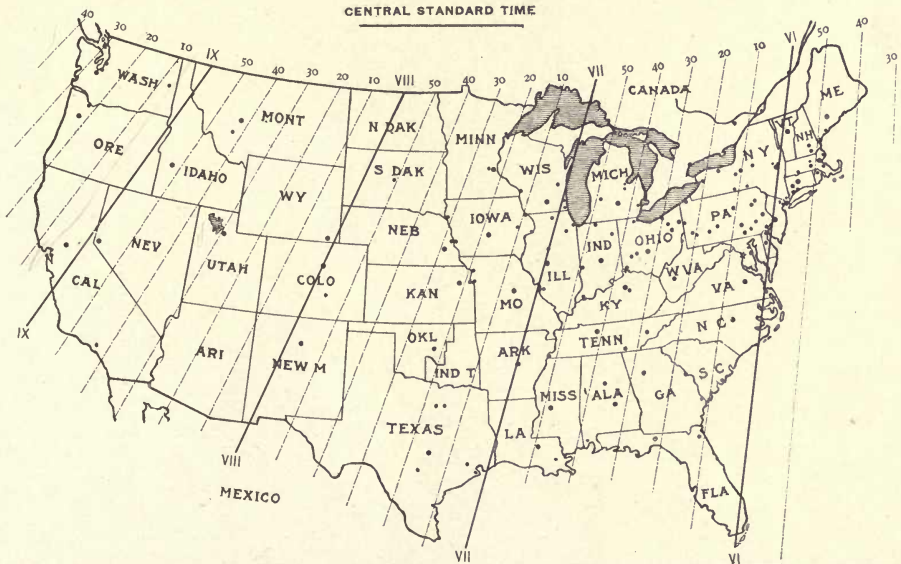 CENTRAL STANDARD TIME
40 30 20 10 IX 50 40 30 20 10 VIII 50 40 30 20 10 VII 50 40 30 20 10 VI 50 40 30
CANADA
WASH
MONT
N DAK
MINN
ME
VT
NH
ORE
IDAHO
S DAK
WIS
MICH
N Y
WY
IOWA
PA
NEB
NEV
UTAH
COLO
ILL
IND
OHIO
W VA
VA
CAL
KAN
MO
KY
IX
ARI
NEW M
OKL
IND T
ARK
TENN
N C
S C
MISS
ALA
GA
TEXAS
LA
VIII
MEXICO
FLA
VII
VI